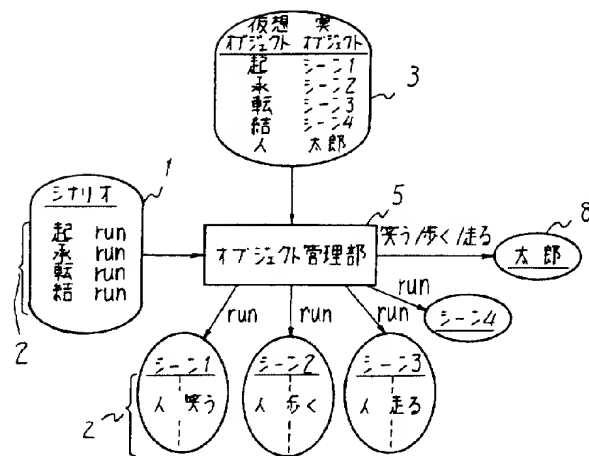 仮想 実
オブジェクト オブジェクト
起 シーン1
承 シーン2
転 シーン3
結 シーン4
人 太郎
3
1
シナリオ
起 run
承 run
転 run
結 run
2
5
オブジェクト管理部
笑う/歩く/走る
8
太郎
run
シーン4
run
run
run
シーン1
人 笑う
シーン2
人 歩く
シーン3
人 走る
2